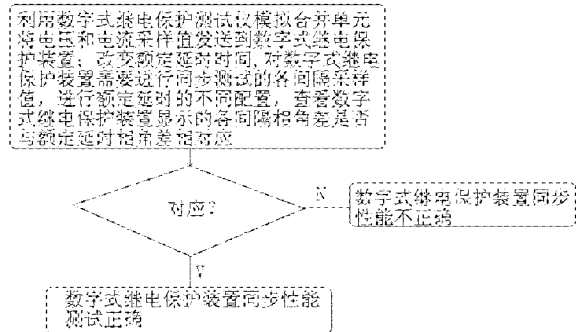 利用数字式继电保护测试仪模拟合并单元
将电压和电流采样值发送到数字式继电保
护装置；改变额定延时时间，对数字式继电
保护装置需要进行同步测试的各间隔采样
值，进行额定延时的不同配置，查看数字
式继电保护装置显示的各间隔相角差是否
与额定延时相角差相对应
对应？
N
数字式继电保护装置同步
性能不正确
Y
数字式继电保护装置同步性能
测试正确